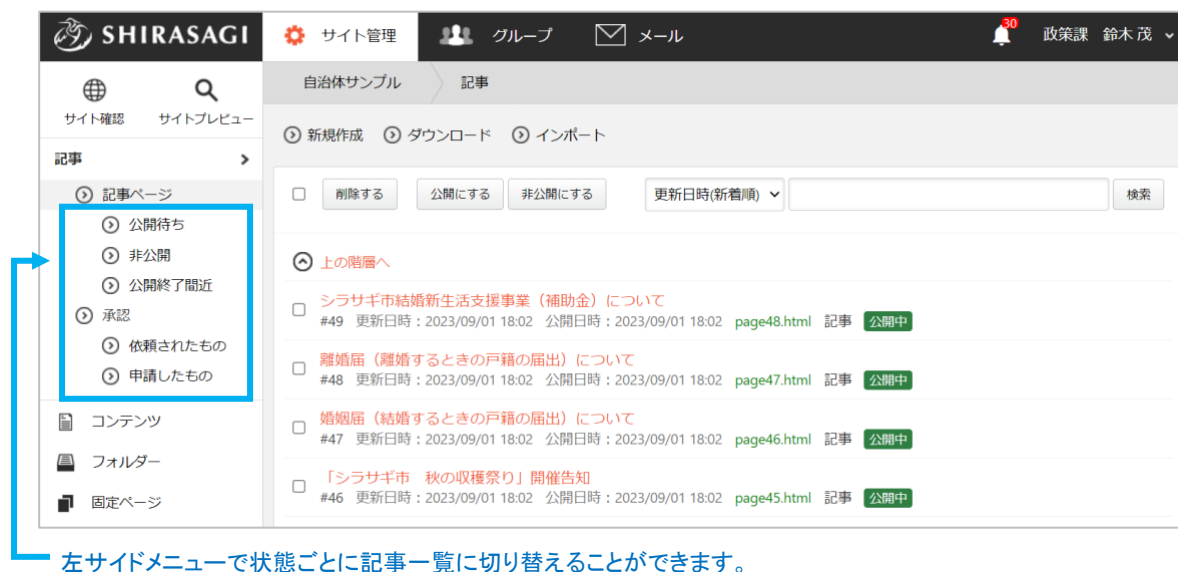 SHIRASAGI サイト管理 グループ メール 30 政策課 鈴木 茂
サイト確認 サイトプレビュー
自治体サンプル 記事
新規作成 ダウンロード インポート
記事
記事ページ
公開待ち
非公開
公開終了間近
承認
依頼されたもの
申請したもの
コンテンツ
フォルダー
固定ページ
削除する 公開にする 非公開にする 更新日時(新着順) 検索
上の階層へ
シラサギ市結婚新生活支援事業（補助金）について
#49 更新日時：2023/09/01 18:02 公開日時：2023/09/01 18:02 page48.html 記事 公開中
離婚届（離婚するときの戸籍の届出）について
#48 更新日時：2023/09/01 18:02 公開日時：2023/09/01 18:02 page47.html 記事 公開中
婚姻届（結婚するときの戸籍の届出）について
#47 更新日時：2023/09/01 18:02 公開日時：2023/09/01 18:02 page46.html 記事 公開中
「シラサギ市　秋の収穫祭り」開催告知
#46 更新日時：2023/09/01 18:02 公開日時：2023/09/01 18:02 page45.html 記事 公開中
左サイドメニューで状態ごとに記事一覧に切り替えることができます。